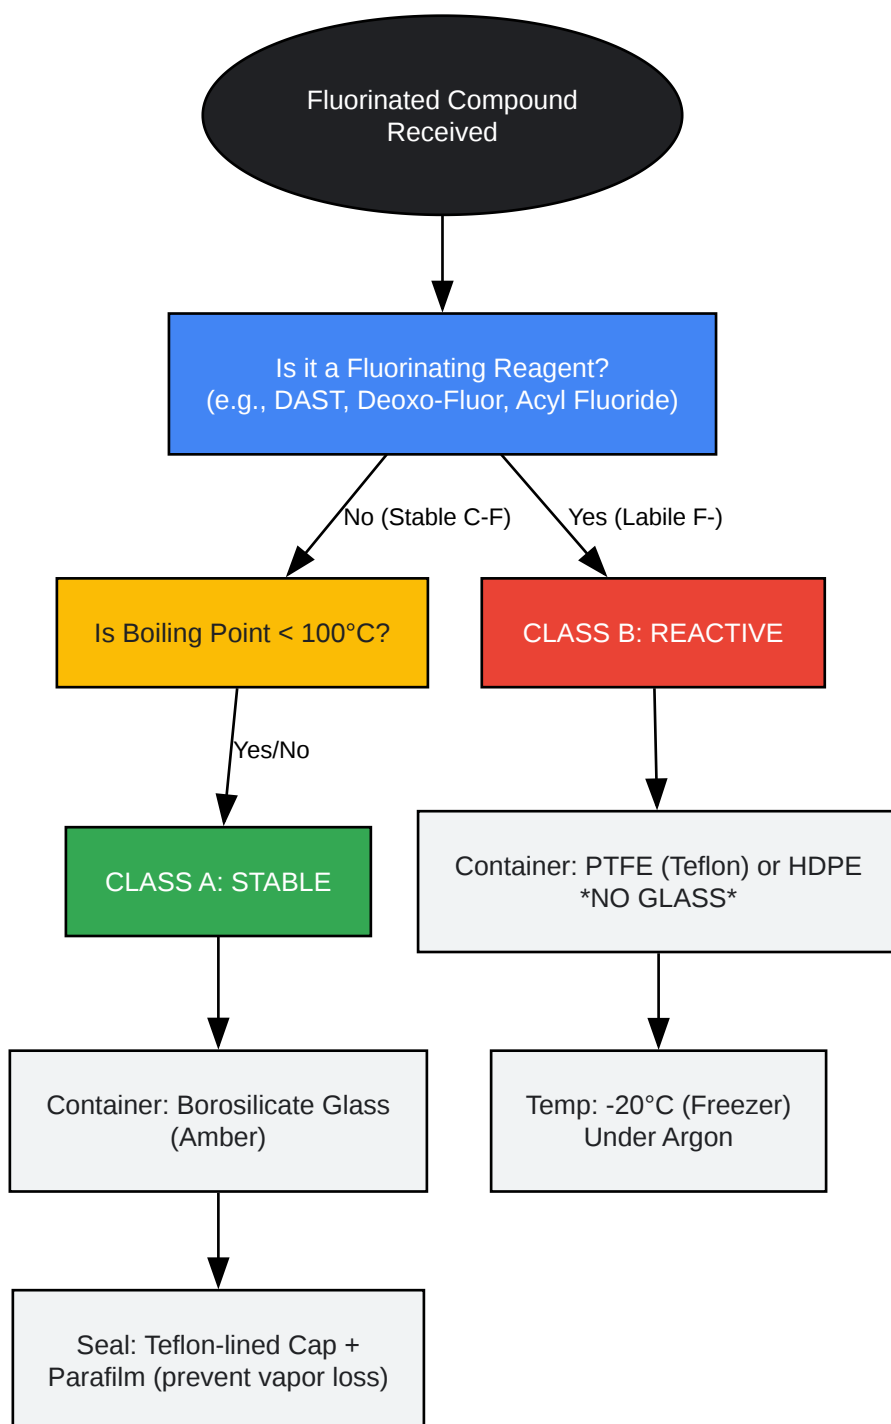 Fluorinated Compound
Received
Is it a Fluorinating Reagent?
(e.g., DAST, Deoxo-Fluor, Acyl Fluoride)
No (Stable C-F)
Yes (Labile F-)
Is Boiling Point < 100°C?
CLASS B: REACTIVE
Yes/No
CLASS A: STABLE
Container: PTFE (Teflon) or HDPE
*NO GLASS*
Container: Borosilicate Glass
(Amber)
Temp: -20°C (Freezer)
Under Argon
Seal: Teflon-lined Cap +
Parafilm (prevent vapor loss)